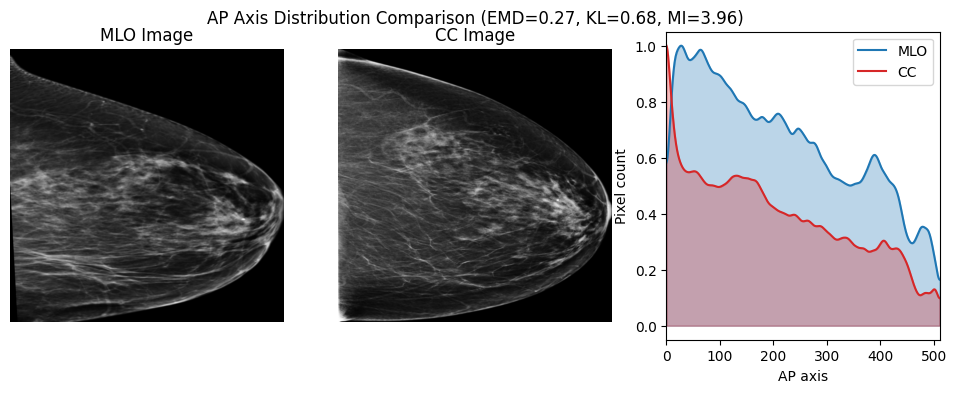 AP Axis Distribution Comparison (EMD=0.27, KL=0.68, MI=3.96)
MLO Image
CC Image
MLO
CC
Pixel count
1.0
0.8
0.6
0.4
0.2
0.0
0 100 200 300 400 500
AP axis